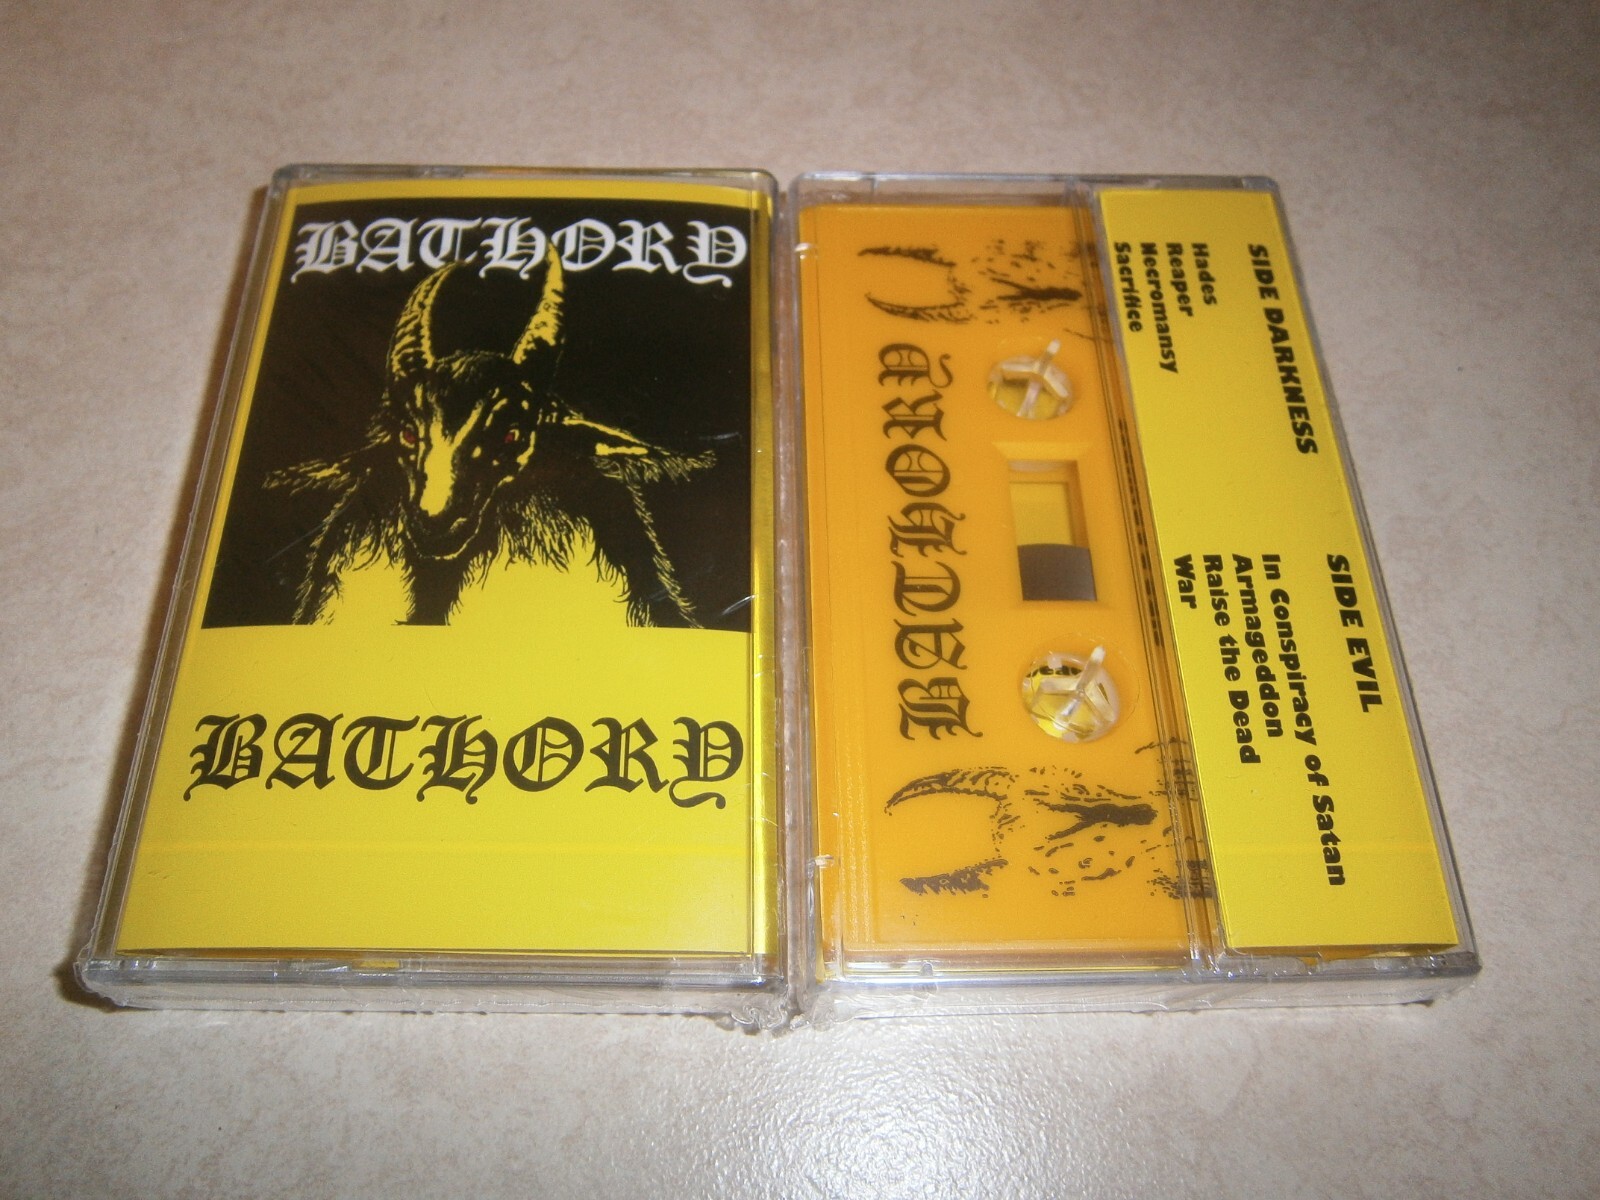 BATHORY
BATHORY
BATHORY
SIDE DARKNESS
Hades
Reaper
Necromansy
Sacrifice
SIDE EVIL
In Conspiracy of Satan
Armageddon
Raise the Dead
War